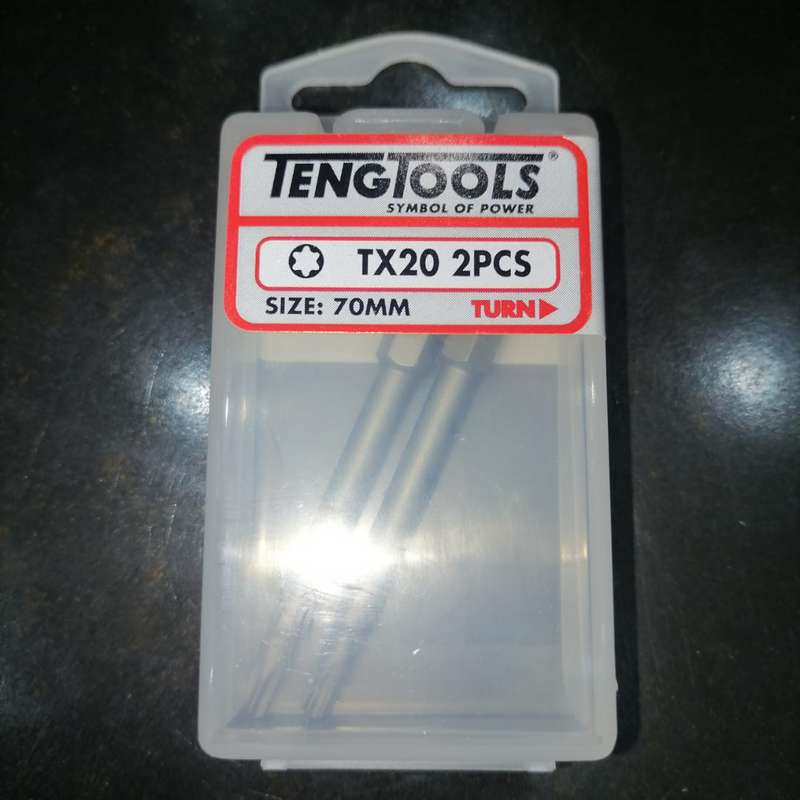 TENGTOOLS®
SYMBOL OF POWER
TX20 2PCS
SIZE: 70MM TURN